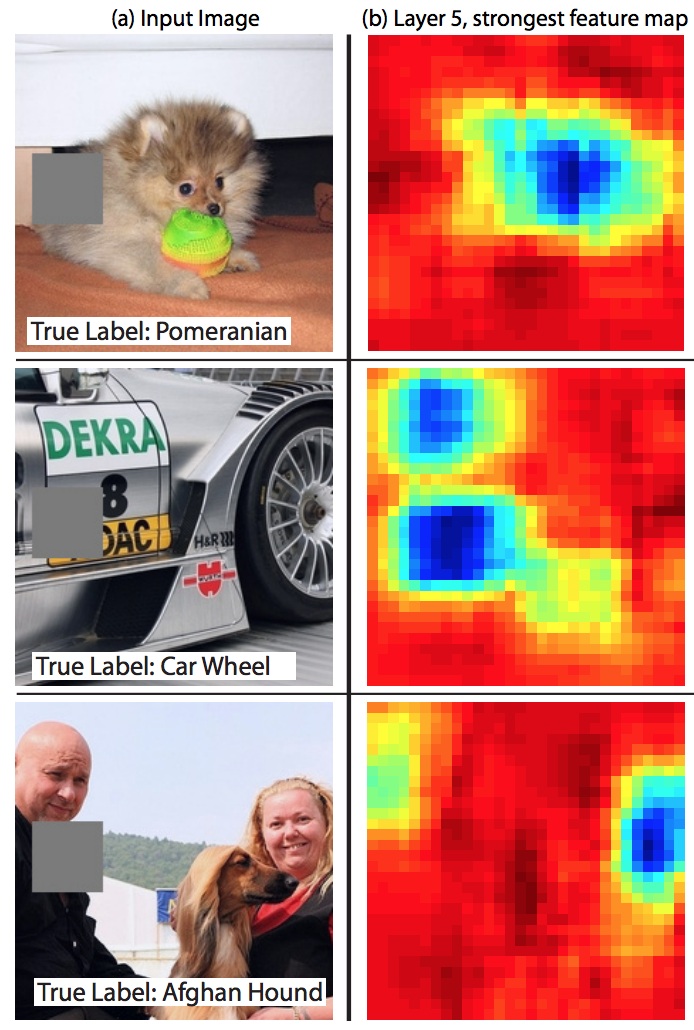 (a) Input Image
(b) Layer 5, strongest feature map
True Label: Pomeranian
DEKRA
8
DAC
H&R
WÜRTH
True Label: Car Wheel
True Label: Afghan Hound